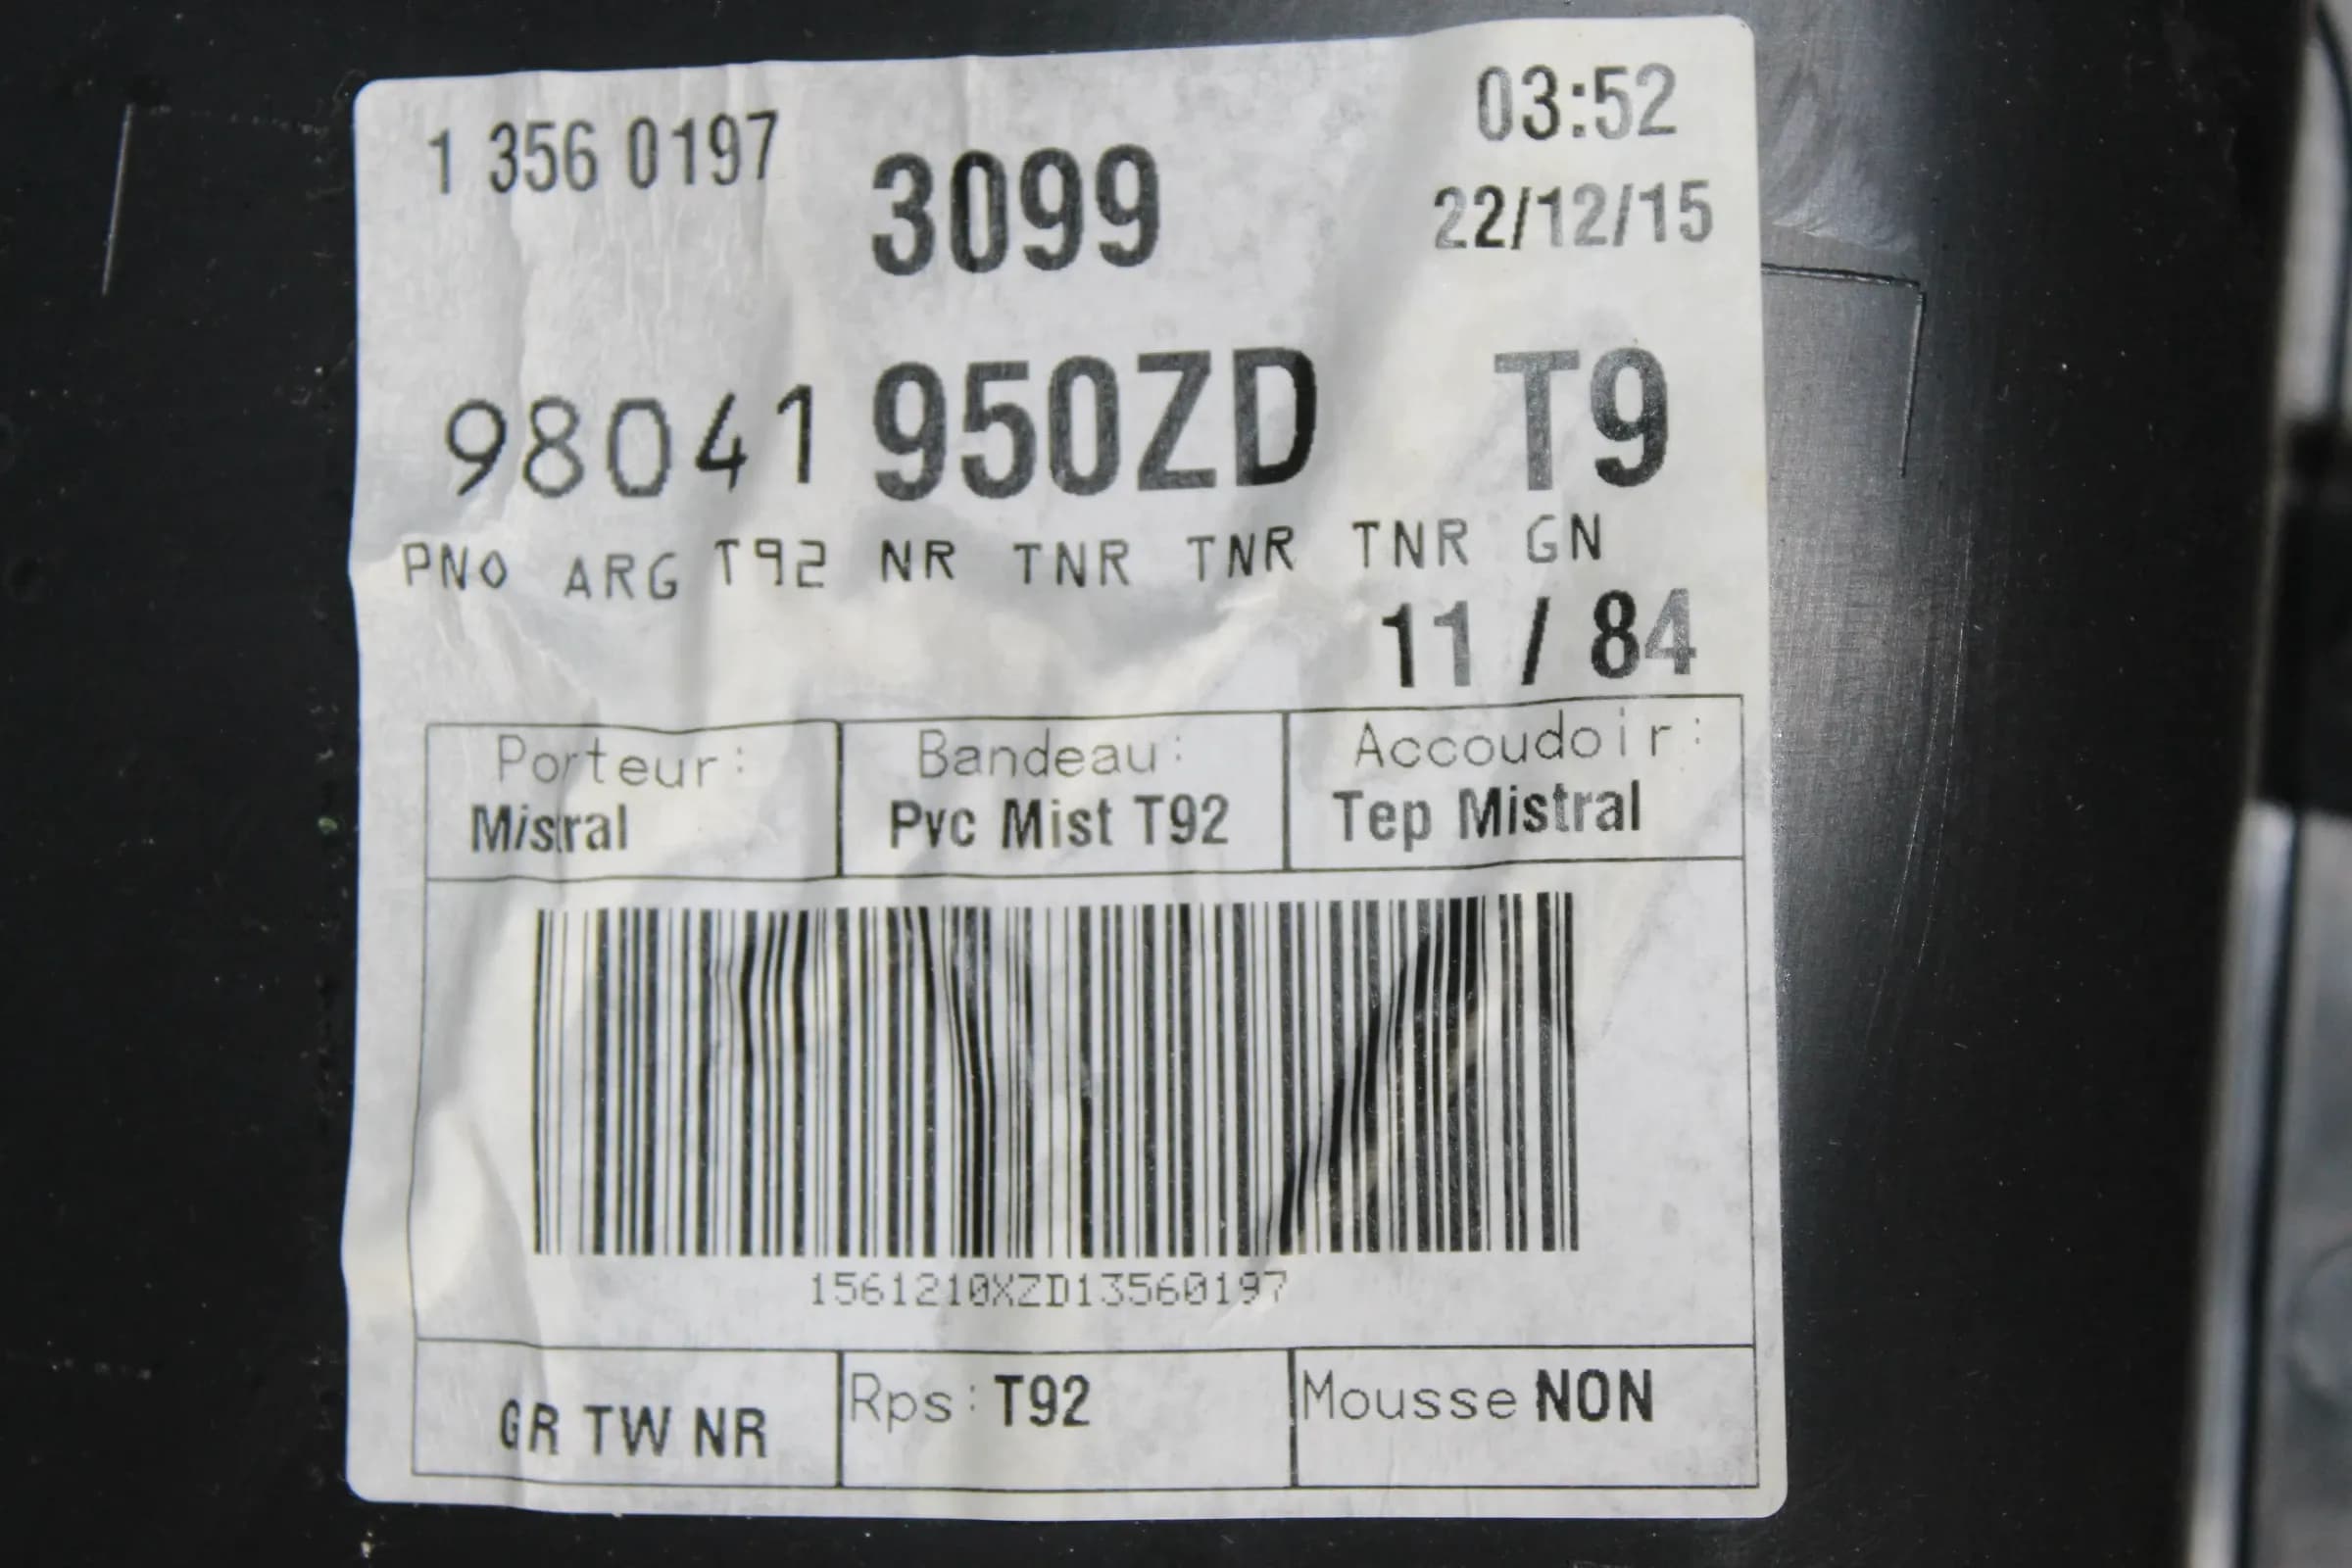 1 356 0197 3099 03:52
22/12/15
98041 950ZD T9
PNO ARG T92 NR TNR TNR TNR GN
11 / 84
Porteur: Bandeau: Accoudoir:
Mistral Pvc Mist T92 Tep Mistral
1561210XZD13560197
GR TW NR Rps: T92 Mousse NON